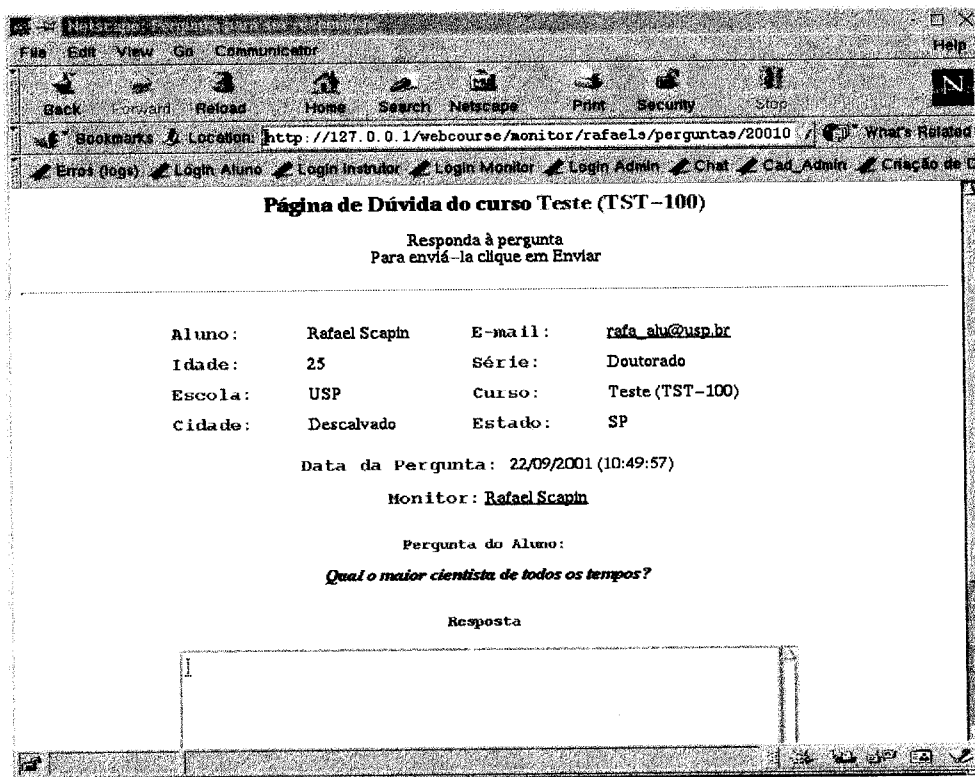 Netscape:
File Edit View Go Communicator Help
Back Forward Reload Home Search Netscape Print Security Stop
N
Bookmarks Location: http://127.0.0.1/webcourse/monitor/rafaels/perguntas/20010 What's Related
Erros (logs) Login Aluno Login Instrutor Login Monitor Login Admin Chat Cad_Admin Criação de
Página de Dúvida do curso Teste (TST-100)
Responda à pergunta
Para enviá-la clique em Enviar
Aluno: Rafael Scapin E-mail: rafa_alu@usp.br
Idade: 25 Série: Doutorado
Escola: USP Curso: Teste (TST-100)
Cidade: Descalvado Estado: SP
Data da Pergunta: 22/09/2001 (10:49:57)
Monitor: Rafael Scapin
Pergunta do Aluno:
Qual o maior cientista de todos os tempos?
Resposta